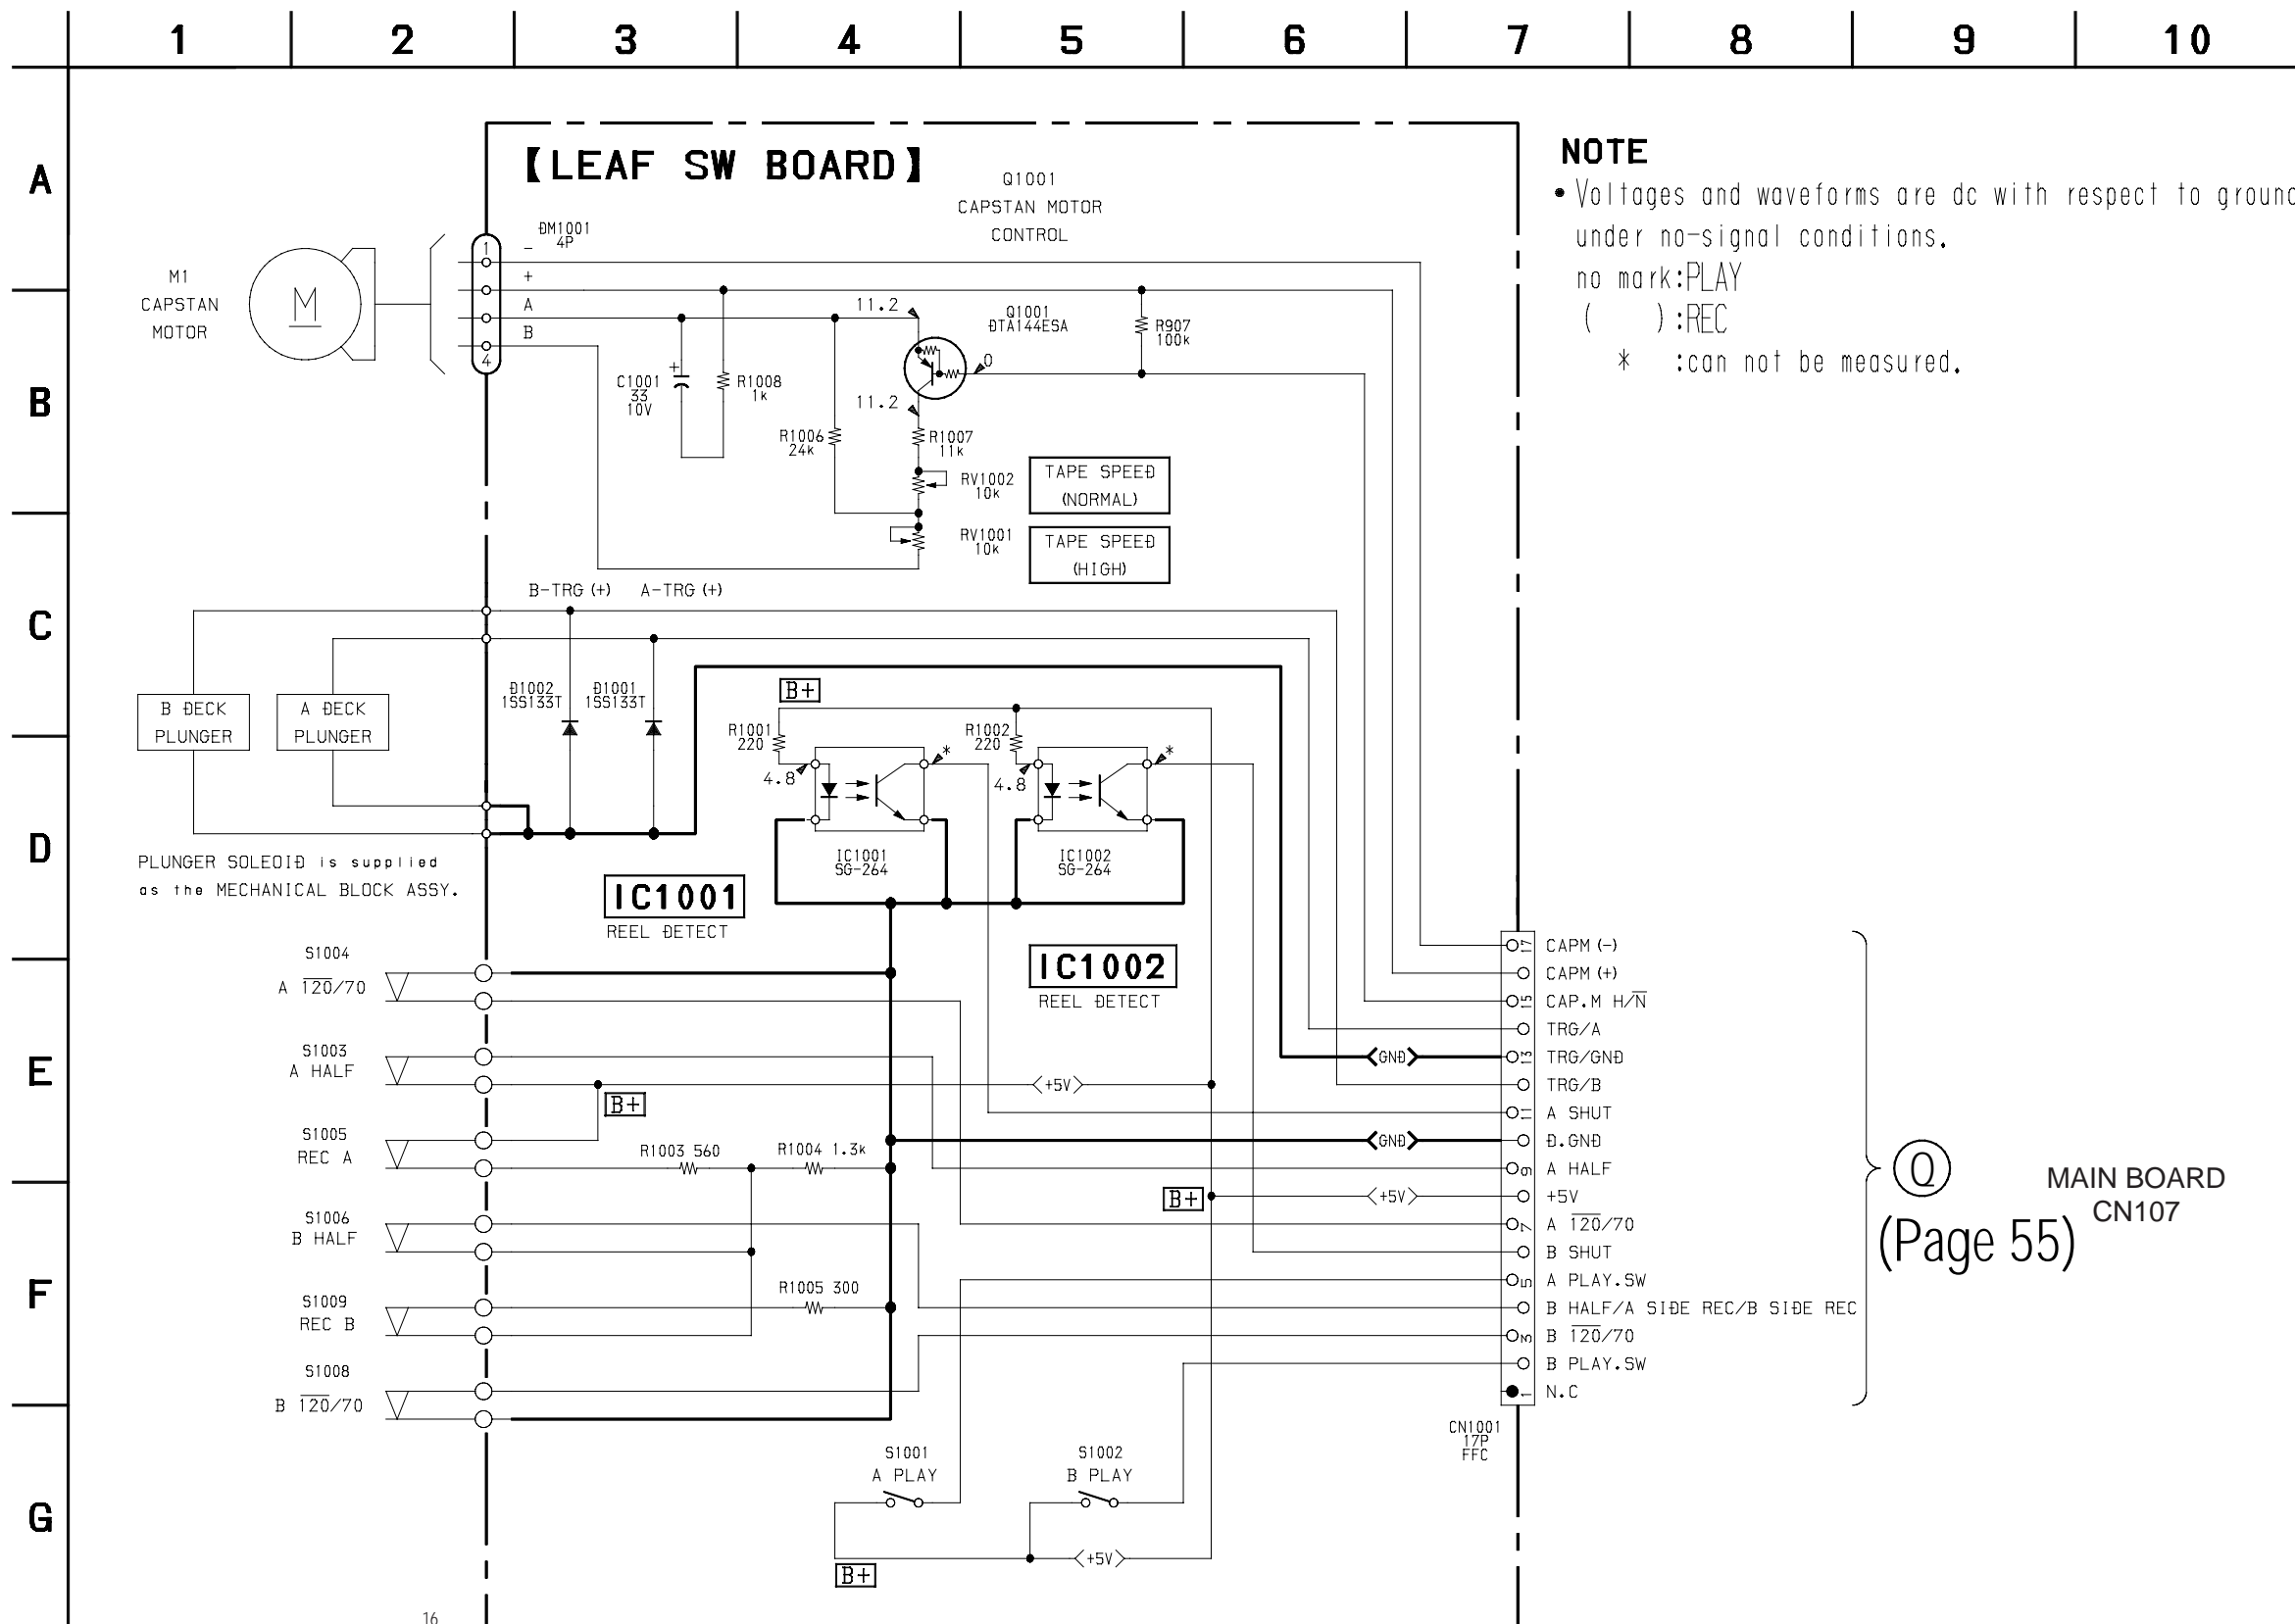 1 2 3 4 5 6 7 8 9 10
A
B
C
D
E
F
G
【LEAF SW BOARD】
NOTE
• Voltages and waveforms are dc with respect to ground
under no-signal conditions.
no mark:PLAY
( ) :REC
* :can not be measured.
Q1001
CAPSTAN MOTOR
CONTROL
M1
CAPSTAN
MOTOR
M
DM1001
4P
1
4
−
+
A
B
11.2
Q1001
DTA144ESA
0
11.2
R907
100k
C1001
33
10V
+
R1008
1k
R1006
24k
R1007
11k
RV1002
10k
TAPE SPEED
(NORMAL)
RV1001
10k
TAPE SPEED
(HIGH)
B-TRG (+) A-TRG (+)
B DECK
PLUNGER
A DECK
PLUNGER
D1002
1SS133T
D1001
1SS133T
B+
R1001
220
R1002
220
4.8
*
4.8
*
IC1001
SG-264
IC1002
SG-264
PLUNGER SOLEOID is supplied
as the MECHANICAL BLOCK ASSY.
IC1001
REEL DETECT
IC1002
REEL DETECT
S1004
A 120/70
S1003
A HALF
S1005
REC A
S1006
B HALF
S1009
REC B
S1008
B 120/70
B+
+5V
R1003 560
R1004 1.3k
R1005 300
GND
GND
B+
+5V
17 CAPM (-)
CAPM (+)
15 CAP.M H/N
TRG/A
13 TRG/GND
TRG/B
11 A SHUT
D.GND
9 A HALF
+5V
7 A 120/70
B SHUT
5 A PLAY.SW
B HALF/A SIDE REC/B SIDE REC
3 B 120/70
B PLAY.SW
1 N.C
CN1001
17P
FFC
Q
(Page 55)
MAIN BOARD
CN107
S1001
A PLAY
S1002
B PLAY
B+
+5V
16